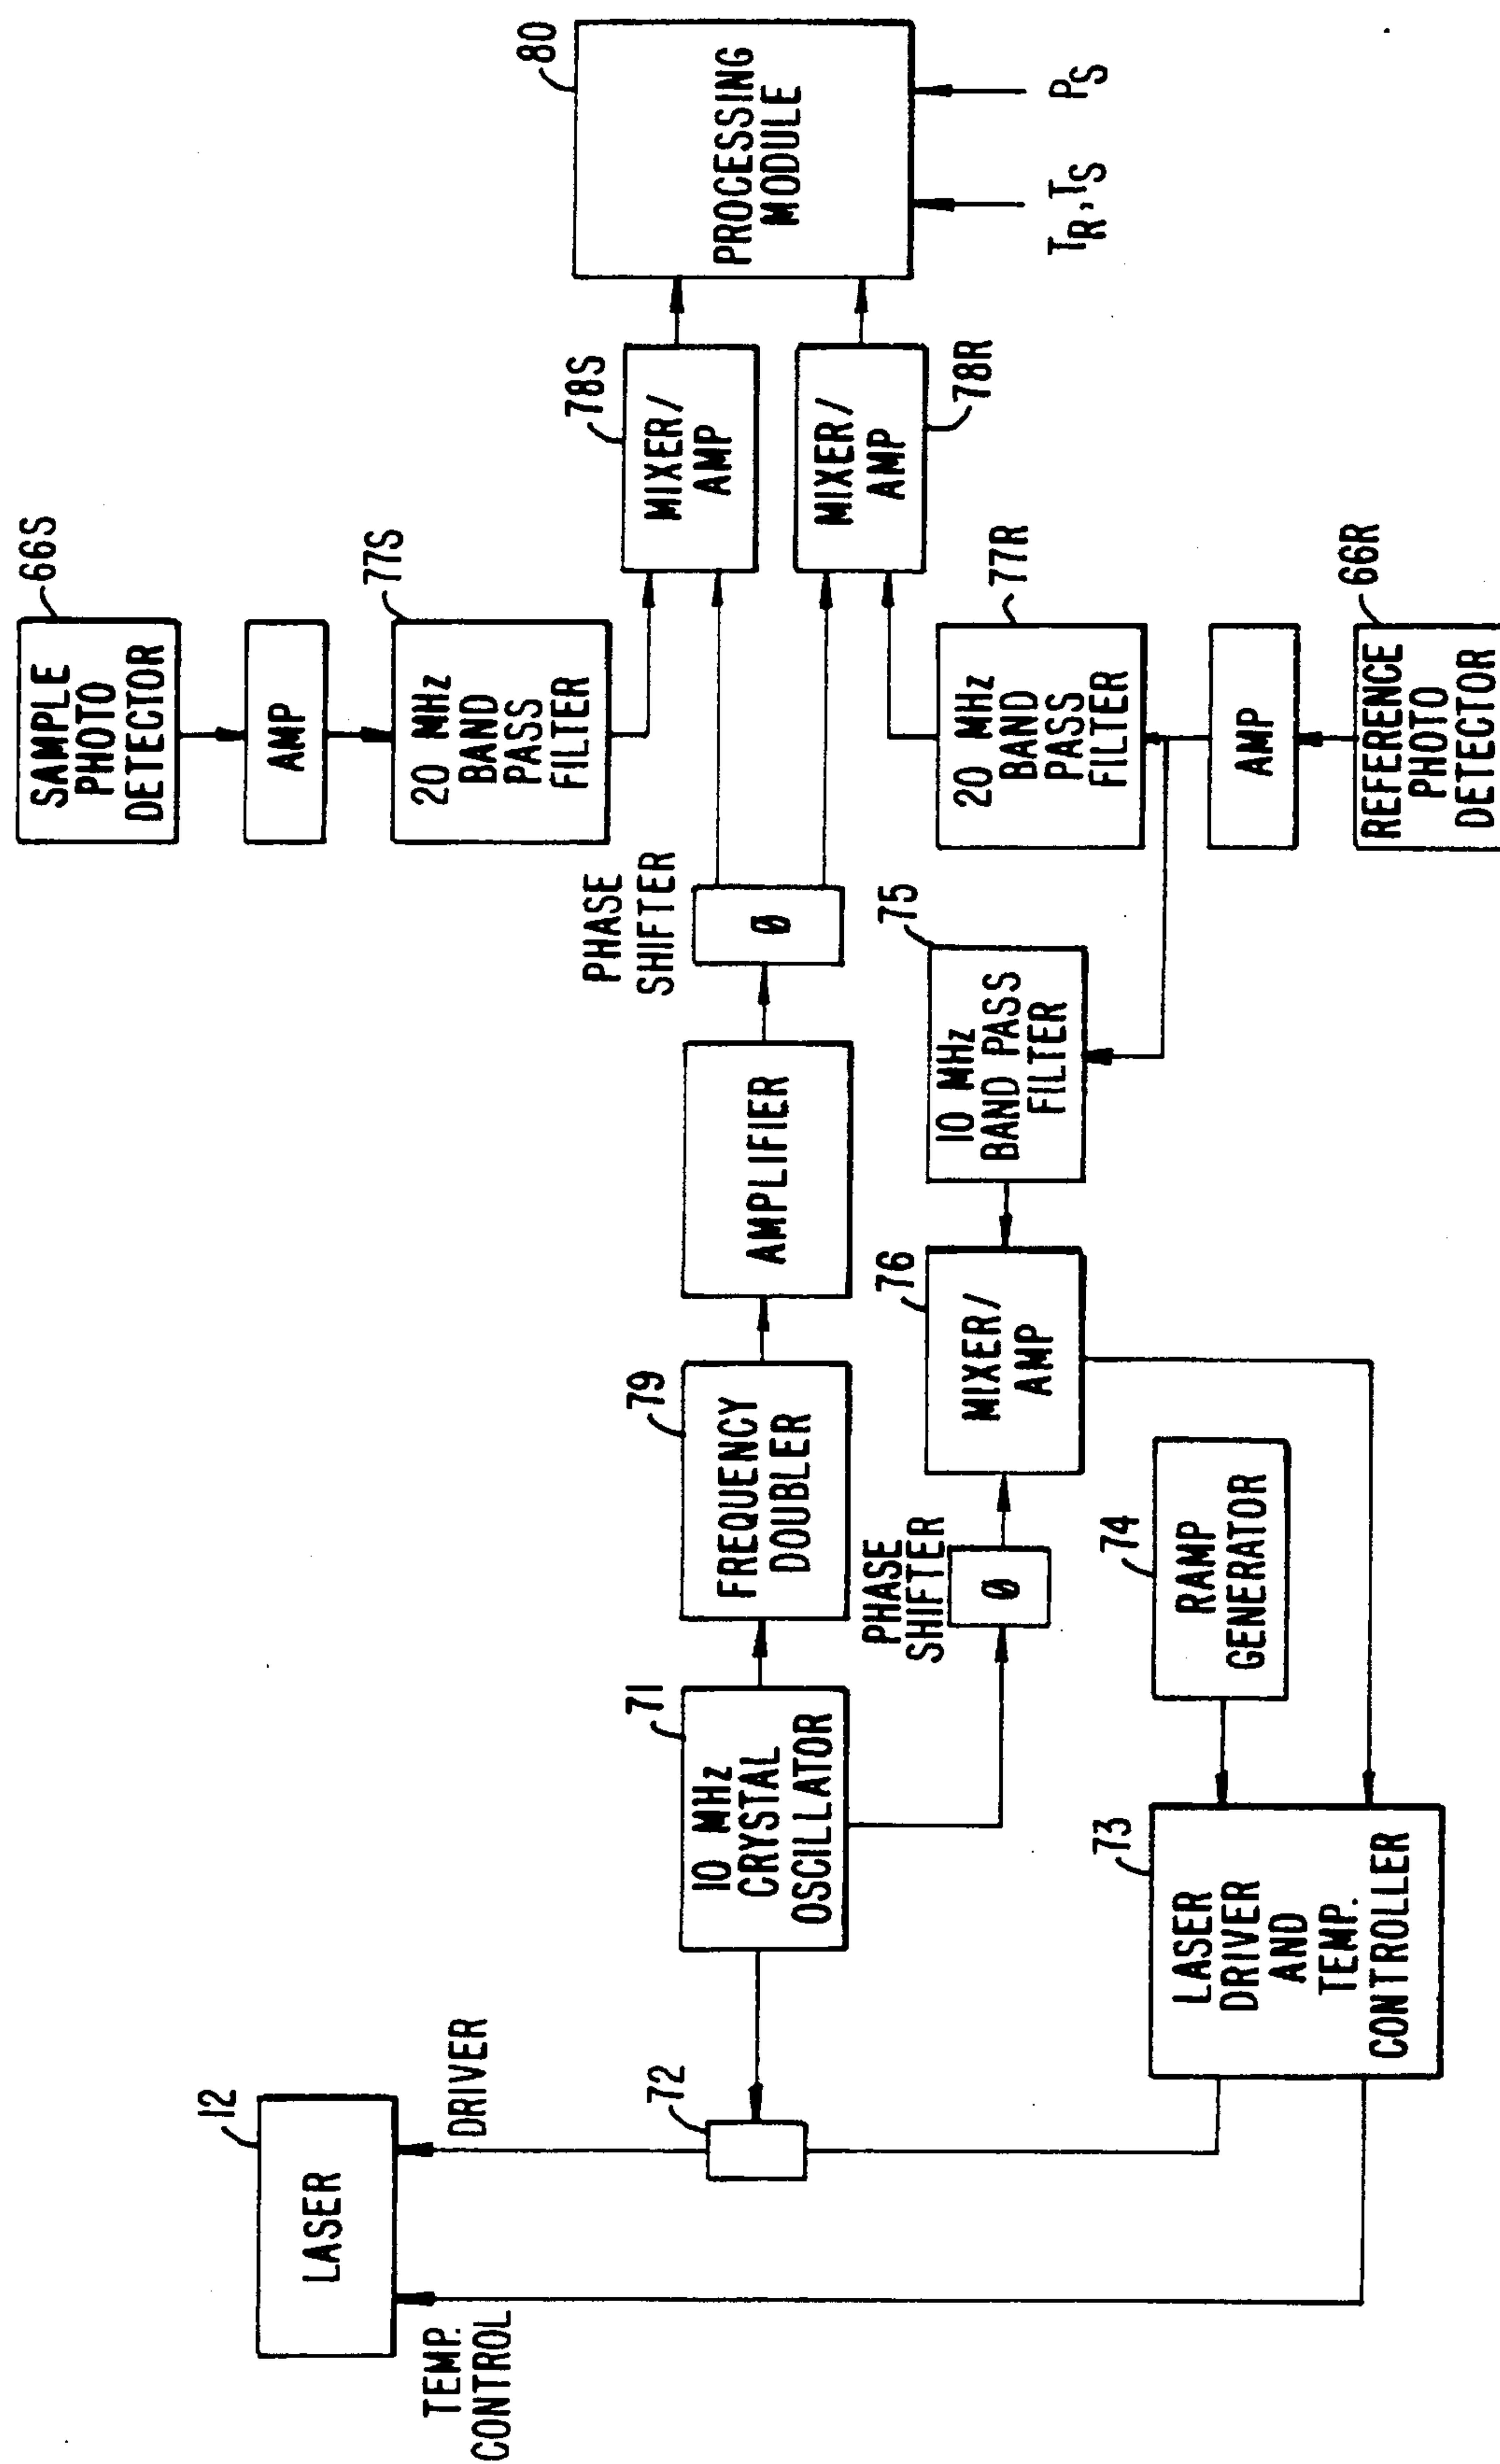 12
LASER
TEMP.
CONTROL
DRIVER
72
71
10 MHz
CRYSTAL
OSCILLATOR
79
FREQUENCY
DOUBLER
AMPLIFIER
PHASE
SHIFTER
Ø
66S
SAMPLE
PHOTO
DETECTOR
AMP
77S
20 MHz
BAND
PASS
FILTER
78S
MIXER/
AMP
80
PROCESSING
MODULE
TR, TS
PS
MIXER/
AMP
78R
77R
20 MHz
BAND
PASS
FILTER
AMP
66R
REFERENCE
PHOTO
DETECTOR
75
10 MHz
BAND PASS
FILTER
76
MIXER/
AMP
PHASE
SHIFTER
Ø
74
RAMP
GENERATOR
73
LASER
DRIVER
AND
TEMP.
CONTROLLER